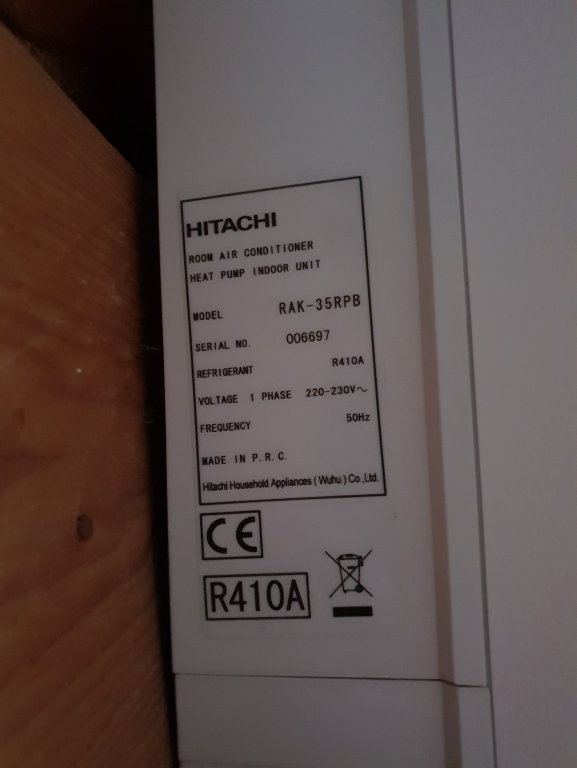 HITACHI
ROOM AIR CONDITIONER
HEAT PUMP INDOOR UNIT
MODEL RAK-35RPB
SERIAL NO. 006697
REFRIGERANT R410A
VOLTAGE 1 PHASE 220-230V～
FREQUENCY 50Hz
MADE IN P.R.C.
Hitachi Household Appliances (Wuhu) Co.,Ltd.
CE
R410A